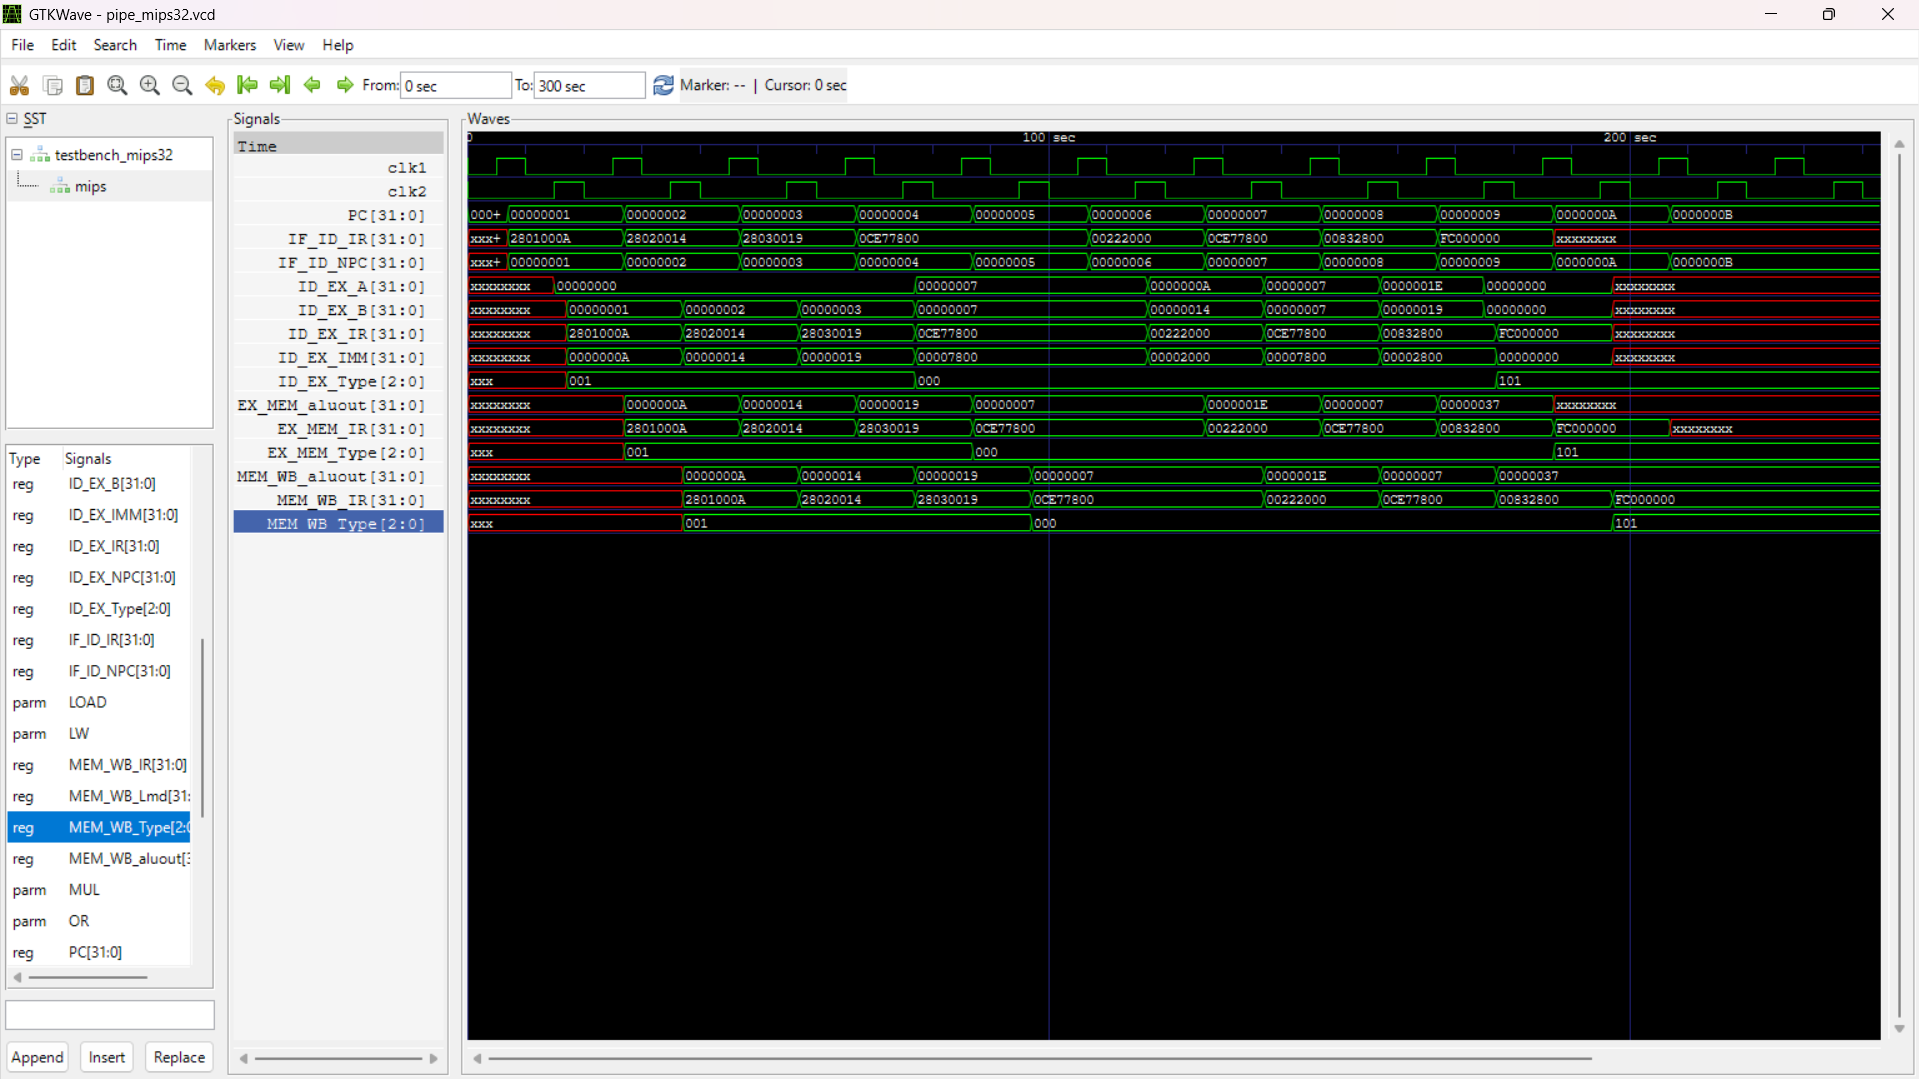 GTKWave - pipe_mips32.vcd
File Edit Search Time Markers View Help
From: 0 sec To: 300 sec Marker: -- | Cursor: 0 sec
SST
testbench_mips32
mips
Type Signals
reg ID_EX_B[31:0]
reg ID_EX_IMM[31:0]
reg ID_EX_IR[31:0]
reg ID_EX_NPC[31:0]
reg ID_EX_Type[2:0]
reg IF_ID_IR[31:0]
reg IF_ID_NPC[31:0]
parm LOAD
parm LW
reg MEM_WB_IR[31:0]
reg MEM_WB_Lmd[31:
reg MEM_WB_Type[2:0
reg MEM_WB_aluout[3
parm MUL
parm OR
reg PC[31:0]
Append Insert Replace
Signals
Waves
Time 0 100 sec 200 sec
clk1
clk2
PC[31:0] 000+ 00000001 00000002 00000003 00000004 00000005 00000006 00000007 00000008 00000009 0000000A 0000000B
IF_ID_IR[31:0] xxx+ 2801000A 28020014 28030019 0CE77800 00222000 0CE77800 00832800 FC000000 xxxxxxxx
IF_ID_NPC[31:0] xxx+ 00000001 00000002 00000003 00000004 00000005 00000006 00000007 00000008 00000009 0000000A 0000000B
ID_EX_A[31:0] xxxxxxxx 00000000 00000007 0000000A 00000007 0000001E 00000000 xxxxxxxx
ID_EX_B[31:0] xxxxxxxx 00000001 00000002 00000003 00000007 00000014 00000007 00000019 00000000 xxxxxxxx
ID_EX_IR[31:0] xxxxxxxx 2801000A 28020014 28030019 0CE77800 00222000 0CE77800 00832800 FC000000 xxxxxxxx
ID_EX_IMM[31:0] xxxxxxxx 0000000A 00000014 00000019 00007800 00002000 00007800 00002800 00000000 xxxxxxxx
ID_EX_Type[2:0] xxx 001 000 101
EX_MEM_aluout[31:0] xxxxxxxx 0000000A 00000014 00000019 00000007 0000001E 00000007 00000037 xxxxxxxx
EX_MEM_IR[31:0] xxxxxxxx 2801000A 28020014 28030019 0CE77800 00222000 0CE77800 00832800 FC000000 xxxxxxxx
EX_MEM_Type[2:0] xxx 001 000 101
MEM_WB_aluout[31:0] xxxxxxxx 0000000A 00000014 00000019 00000007 0000001E 00000007 00000037
MEM_WB_IR[31:0] xxxxxxxx 2801000A 28020014 28030019 0CE77800 00222000 0CE77800 00832800 FC000000
MEM_WB_Type[2:0] xxx 001 000 101